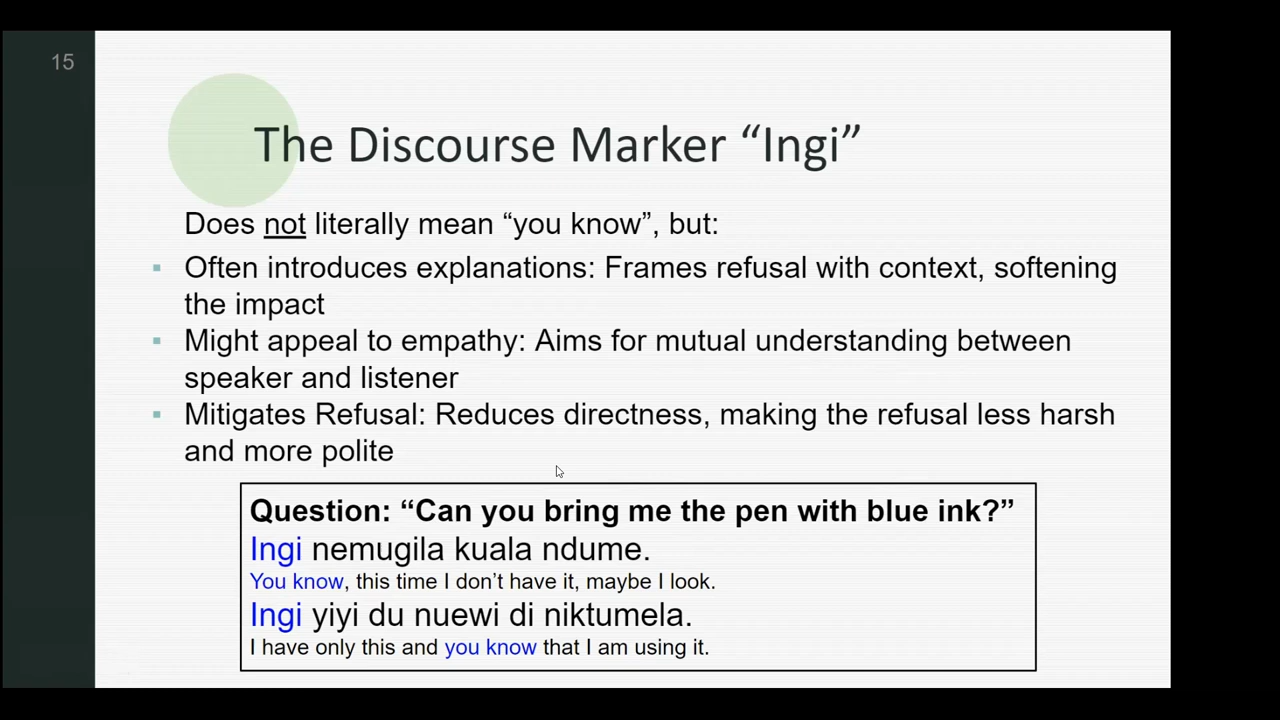 15
The Discourse Marker “Ingi”
Does not literally mean “you know”, but:
▪ Often introduces explanations: Frames refusal with context, softening
the impact
▪ Might appeal to empathy: Aims for mutual understanding between
speaker and listener
▪ Mitigates Refusal: Reduces directness, making the refusal less harsh
and more polite
Question: “Can you bring me the pen with blue ink?”
Ingi nemugila kuala ndume.
You know, this time I don’t have it, maybe I look.
Ingi yiyi du nuewi di niktumela.
I have only this and you know that I am using it.